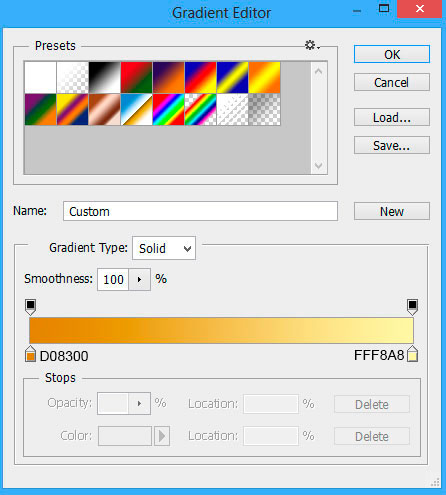 Gradient Editor
Presets
OK
Cancel
Load...
Save...
Name: Custom New
Gradient Type: Solid
Smoothness: 100 %
D08300 FFF8A8
Stops
Opacity: % Location: % Delete
Color: Location: % Delete